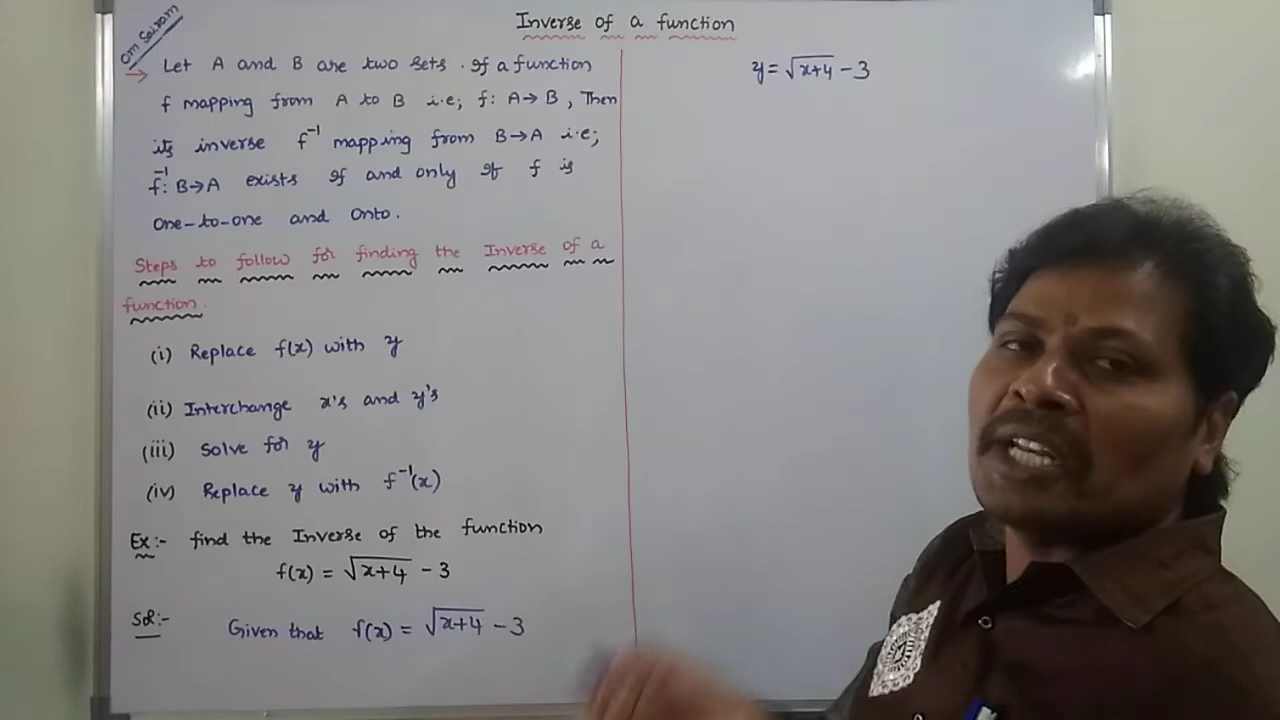 Om Sairam
Inverse of a function
→ Let A and B are two sets. If a function
f mapping from A to B i.e; f: A→B, Then
its inverse f⁻¹ mapping from B→A i.e;
f⁻¹: B→A exists If and only If f is
one-to-one and onto.
Steps to follow for finding the Inverse of a
function.
(i) Replace f(x) with y
(ii) Interchange x's and y's
(iii) Solve for y
(iv) Replace y with f⁻¹(x)
Ex:- find the Inverse of the function
f(x) = √(x+4) - 3
Sol:- Given that f(x) = √(x+4) - 3
y = √(x+4) - 3